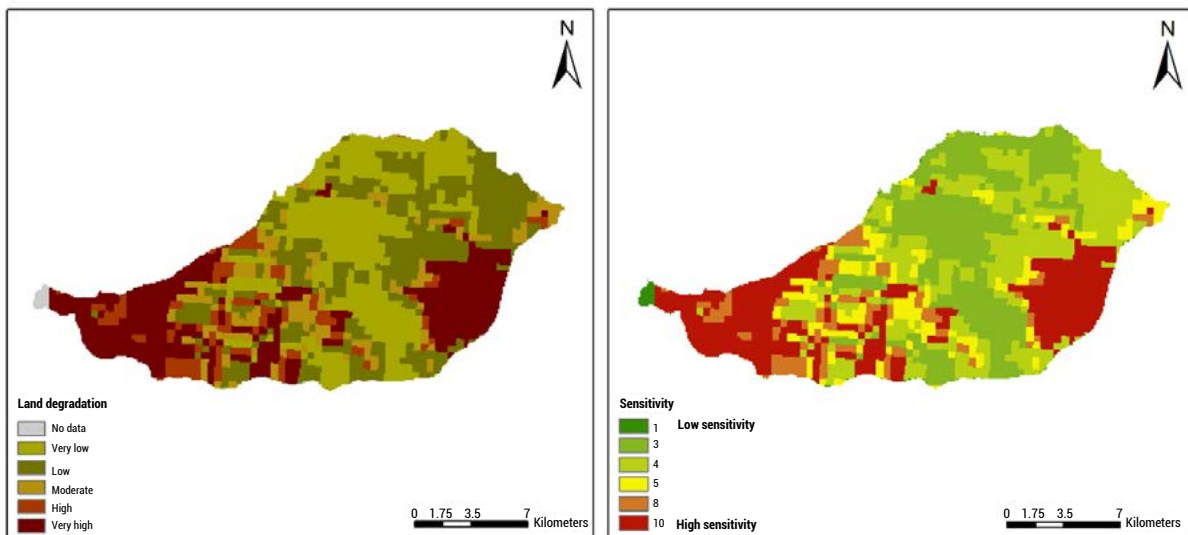 N
Land degradation
No data
Very low
Low
Moderate
High
Very high
0 1.75 3.5 7
Kilometers
N
Sensitivity
1 Low sensitivity
3
4
5
8
10 High sensitivity
0 1.75 3.5 7
Kilometers